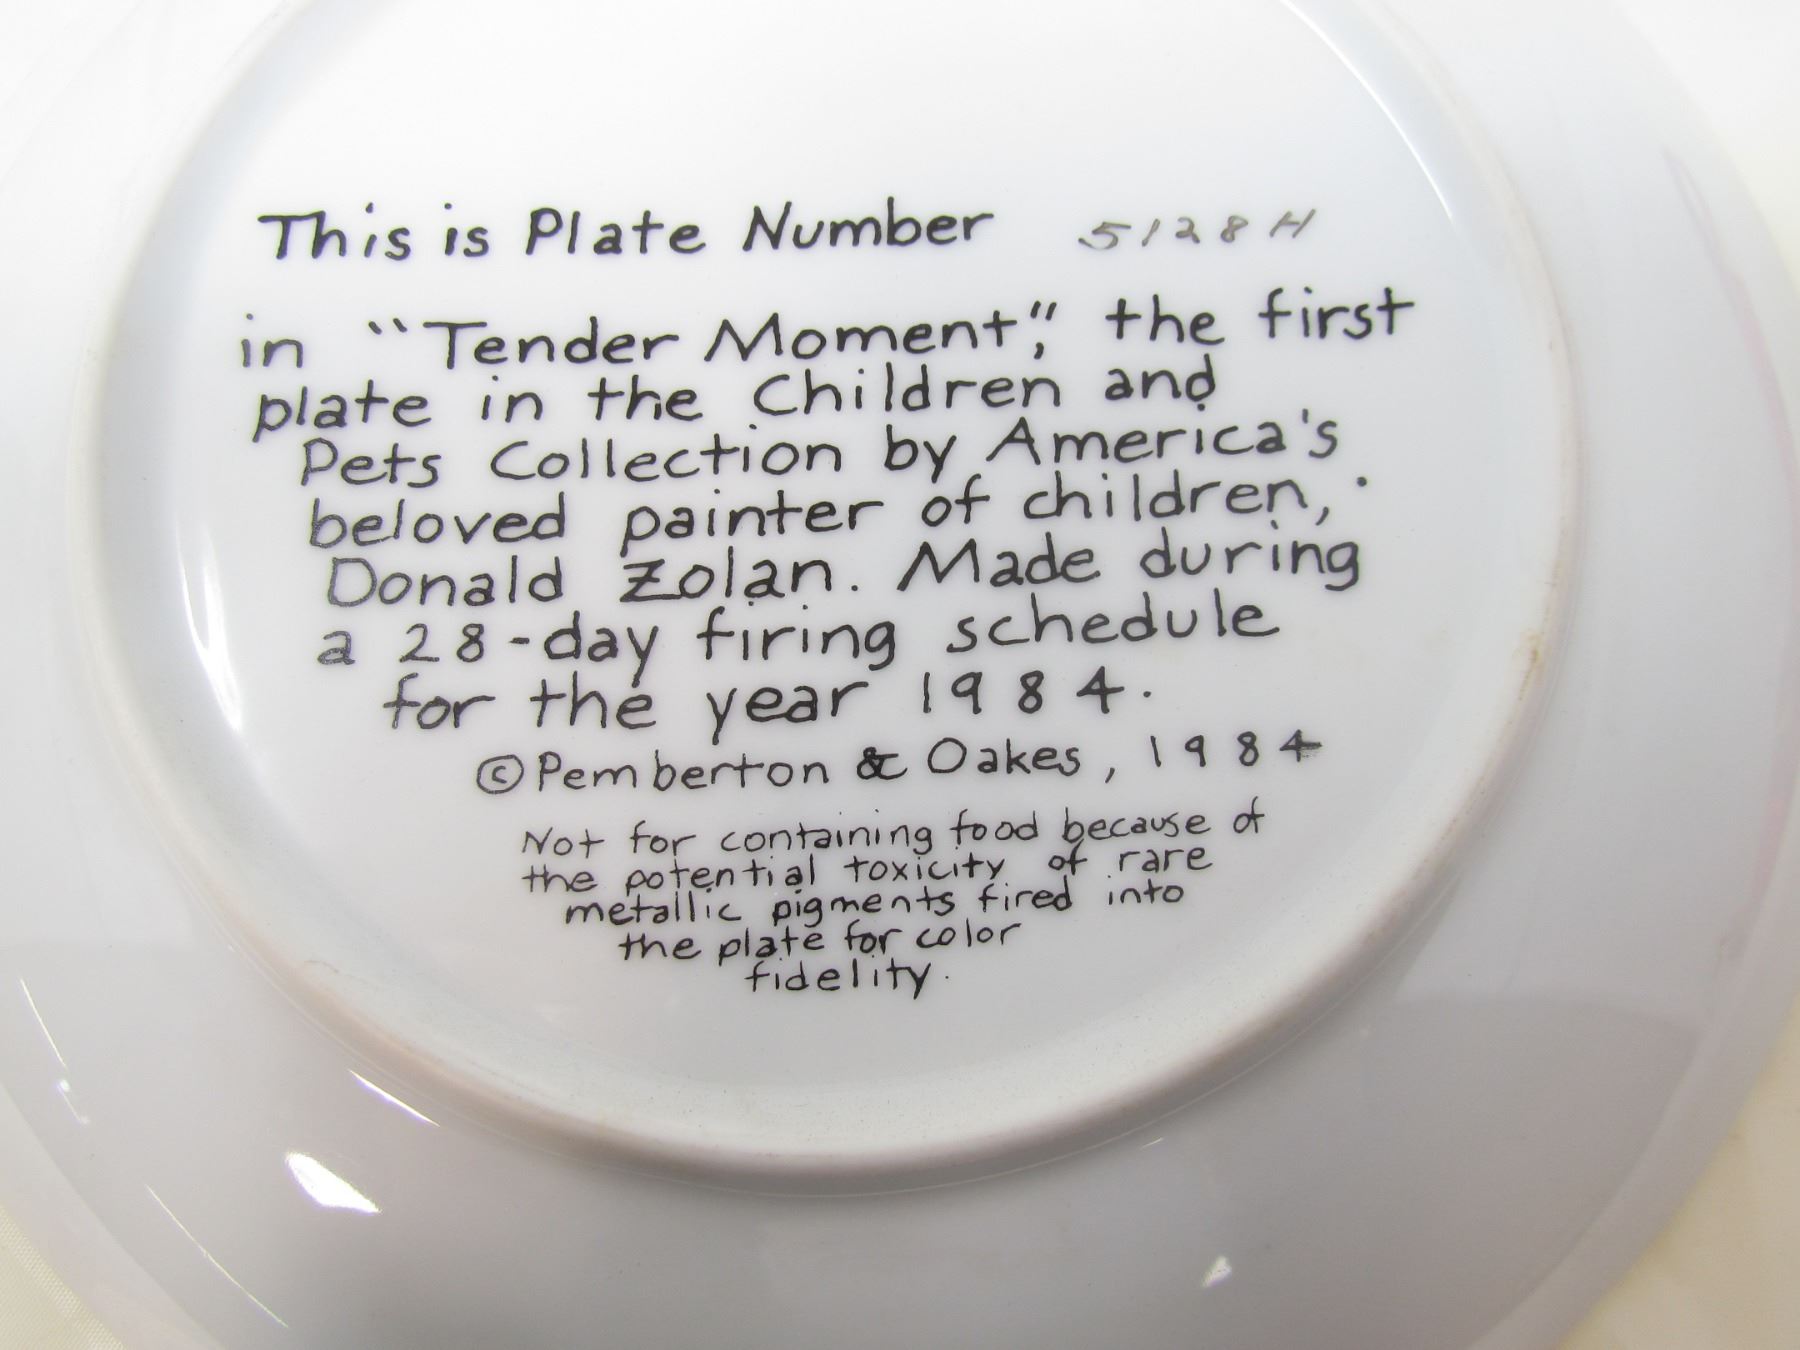 This is Plate Number 5128H
in "Tender Moment," the first
plate in the Children and
Pets Collection by America's
beloved painter of children,
Donald Zolan. Made during
a 28-day firing schedule
for the year 1984.
©Pemberton & Oakes, 1984
Not for containing food because of
the potential toxicity of rare
metallic pigments fired into
the plate for color
fidelity.